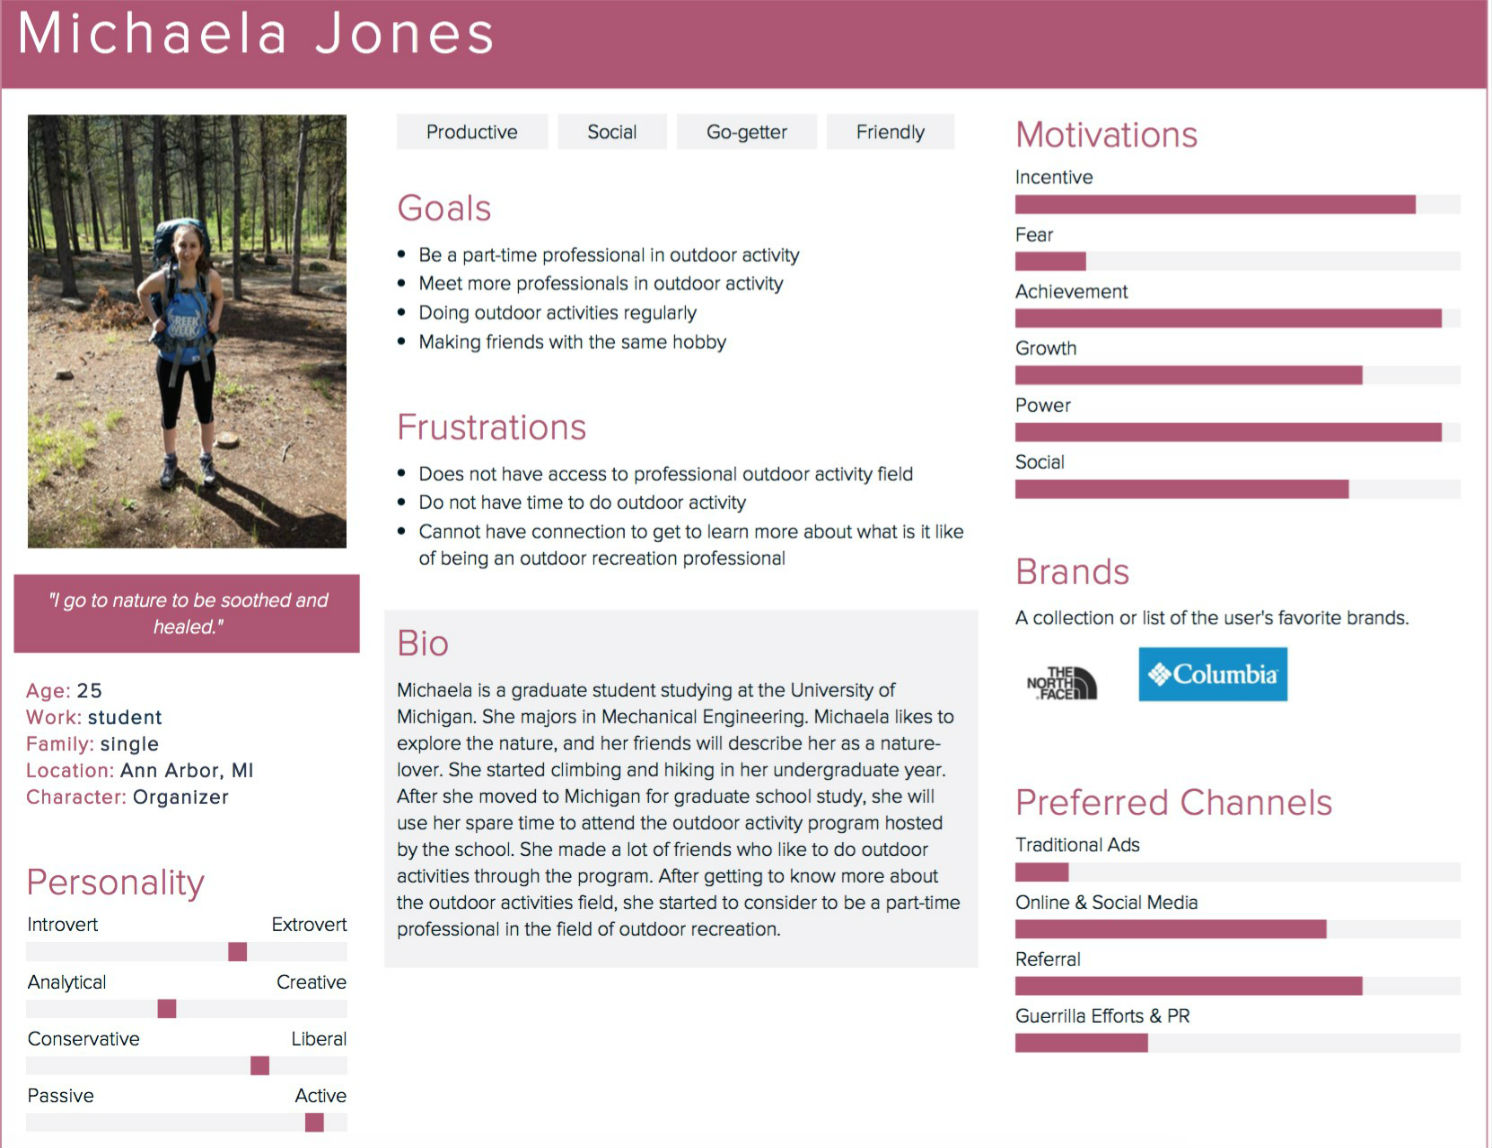 Michaela Jones
GREEK
WEEK
"I go to nature to be soothed and
healed."
Age: 25
Work: student
Family: single
Location: Ann Arbor, MI
Character: Organizer
Personality
Introvert Extrovert
Analytical Creative
Conservative Liberal
Passive Active
Productive Social Go-getter Friendly
Goals
• Be a part-time professional in outdoor activity
• Meet more professionals in outdoor activity
• Doing outdoor activities regularly
• Making friends with the same hobby
Frustrations
• Does not have access to professional outdoor activity field
• Do not have time to do outdoor activity
• Cannot have connection to get to learn more about what is it like
of being an outdoor recreation professional
Bio
Michaela is a graduate student studying at the University of
Michigan. She majors in Mechanical Engineering. Michaela likes to
explore the nature, and her friends will describe her as a nature-
lover. She started climbing and hiking in her undergraduate year.
After she moved to Michigan for graduate school study, she will
use her spare time to attend the outdoor activity program hosted
by the school. She made a lot of friends who like to do outdoor
activities through the program. After getting to know more about
the outdoor activities field, she started to consider to be a part-time
professional in the field of outdoor recreation.
Motivations
Incentive
Fear
Achievement
Growth
Power
Social
Brands
A collection or list of the user's favorite brands.
THE
NORTH
FACE
Columbia
Preferred Channels
Traditional Ads
Online & Social Media
Referral
Guerrilla Efforts & PR